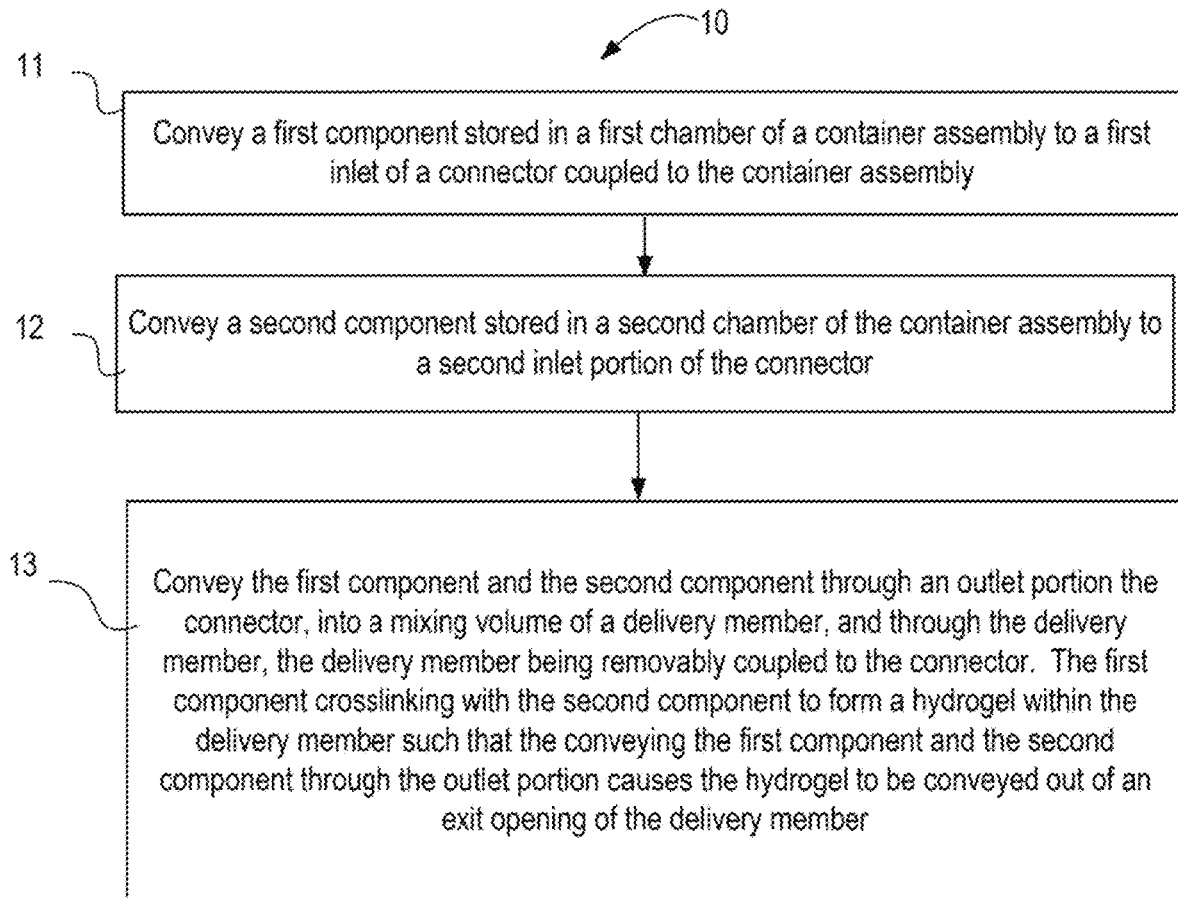 10
11
Convey a first component stored in a first chamber of a container assembly to a first
inlet of a connector coupled to the container assembly
12
Convey a second component stored in a second chamber of the container assembly to
a second inlet portion of the connector
13
Convey the first component and the second component through an outlet portion the
connector, into a mixing volume of a delivery member, and through the delivery
member, the delivery member being removably coupled to the connector. The first
component crosslinking with the second component to form a hydrogel within the
delivery member such that the conveying the first component and the second
component through the outlet portion causes the hydrogel to be conveyed out of an
exit opening of the delivery member